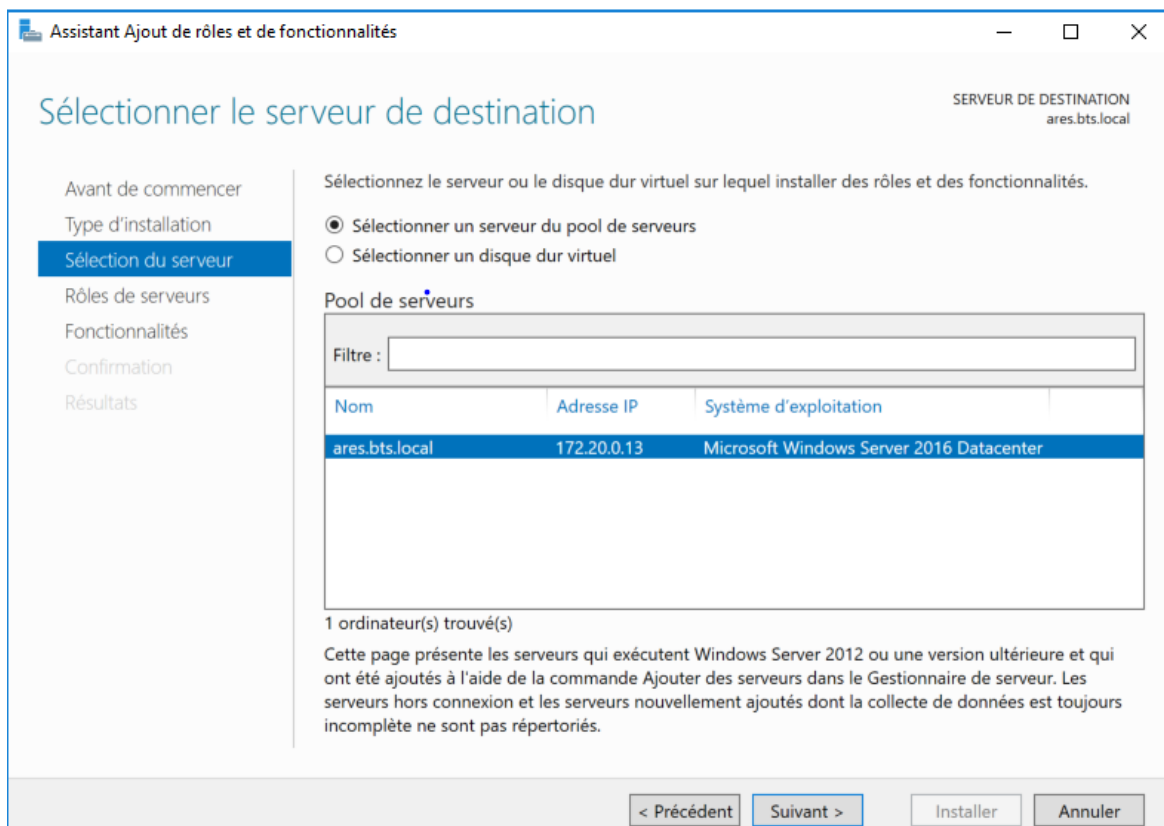 Assistant Ajout de rôles et de fonctionnalités
Sélectionner le serveur de destination
SERVEUR DE DESTINATION
ares.bts.local
Avant de commencer
Type d'installation
Sélection du serveur
Rôles de serveurs
Fonctionnalités
Confirmation
Résultats
Sélectionnez le serveur ou le disque dur virtuel sur lequel installer des rôles et des fonctionnalités.
Sélectionner un serveur du pool de serveurs
Sélectionner un disque dur virtuel
Pool de serveurs
Filtre :
Nom Adresse IP Système d'exploitation
ares.bts.local 172.20.0.13 Microsoft Windows Server 2016 Datacenter
1 ordinateur(s) trouvé(s)
Cette page présente les serveurs qui exécutent Windows Server 2012 ou une version ultérieure et qui
ont été ajoutés à l'aide de la commande Ajouter des serveurs dans le Gestionnaire de serveur. Les
serveurs hors connexion et les serveurs nouvellement ajoutés dont la collecte de données est toujours
incomplète ne sont pas répertoriés.
< Précédent Suivant > Installer Annuler